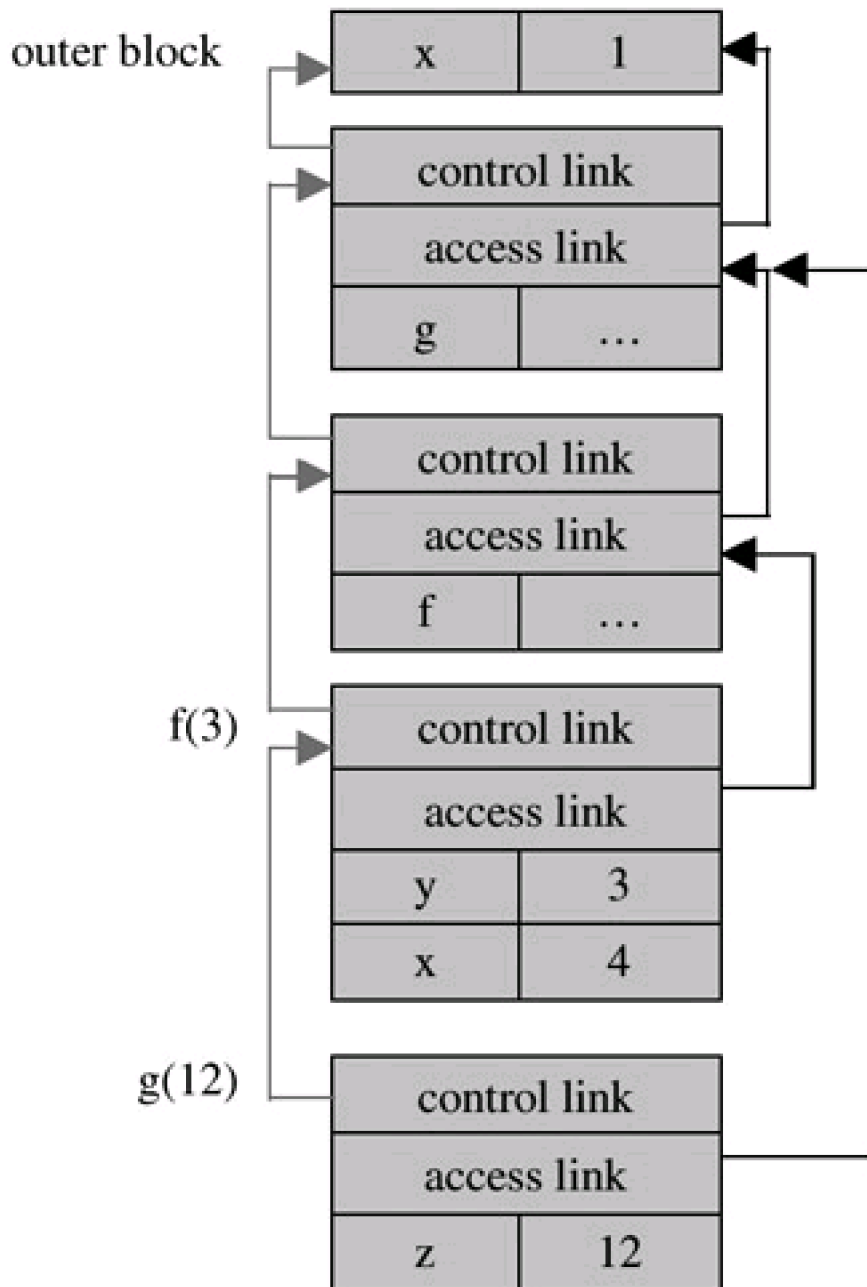 outer block
x 1
control link
access link
g ...
control link
access link
f ...
f(3)
control link
access link
y 3
x 4
g(12)
control link
access link
z 12